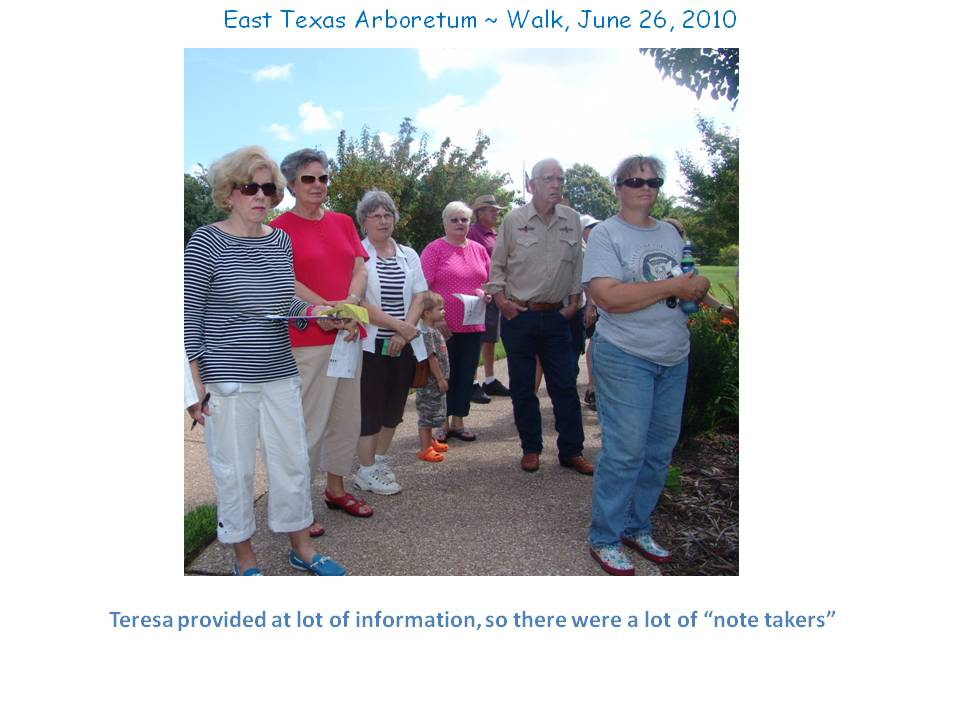 East Texas Arboretum ~ Walk, June 26, 2010
Teresa provided at lot of information, so there were a lot of “note takers”